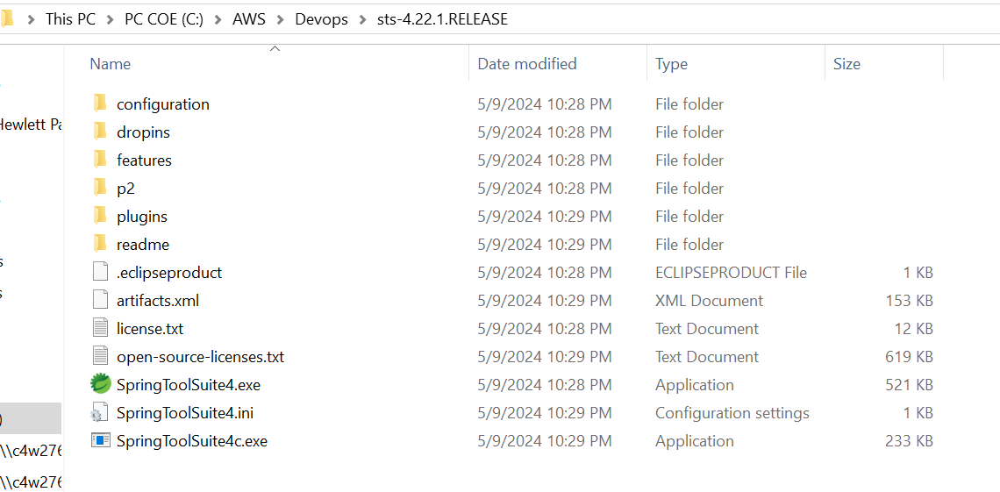 This PC > PC COE (C:) > AWS > Devops > sts-4.22.1.RELEASE
Name Date modified Type Size
configuration 5/9/2024 10:28 PM File folder
Hewlett Pa
dropins 5/9/2024 10:28 PM File folder
features 5/9/2024 10:28 PM File folder
p2 5/9/2024 10:28 PM File folder
plugins 5/9/2024 10:29 PM File folder
readme 5/9/2024 10:29 PM File folder
.eclipseproduct 5/9/2024 10:28 PM ECLIPSEPRODUCT File 1 KB
artifacts.xml 5/9/2024 10:29 PM XML Document 153 KB
license.txt 5/9/2024 10:28 PM Text Document 12 KB
open-source-licenses.txt 5/9/2024 10:29 PM Text Document 619 KB
SpringToolSuite4.exe 5/9/2024 10:28 PM Application 521 KB
SpringToolSuite4.ini 5/9/2024 10:29 PM Configuration settings 1 KB
SpringToolSuite4c.exe 5/9/2024 10:29 PM Application 233 KB
\\c4w276
\\c4w276